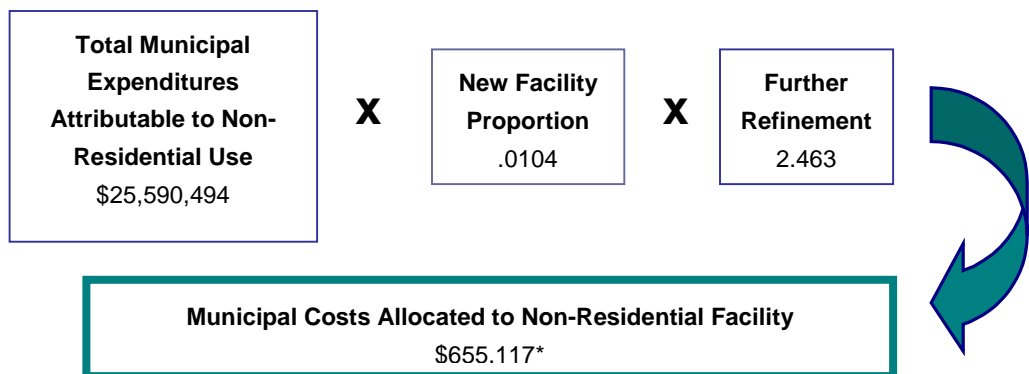 Total Municipal
Expenditures
Attributable to Non-
Residential Use
$25,590,494
X
New Facility
Proportion
.0104
X
Further
Refinement
2.463
Municipal Costs Allocated to Non-Residential Facility
$655.117*